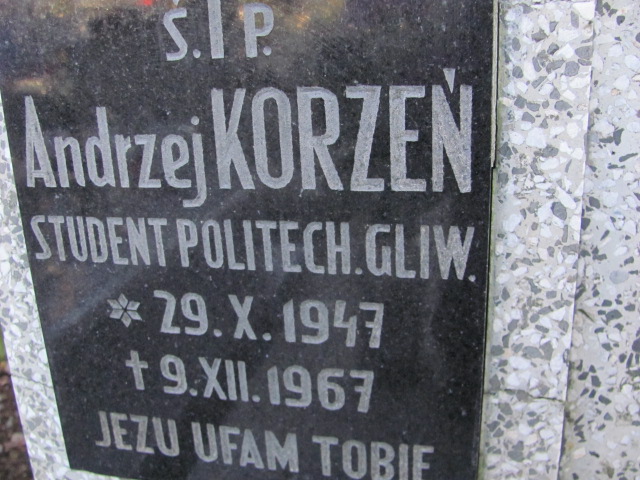 Ś. † P.
Andrzej KORZEŃ
STUDENT POLITECH. GLIW.
* 29. X. 1947
† 9. XII. 1967
JEZU UFAM TOBIE